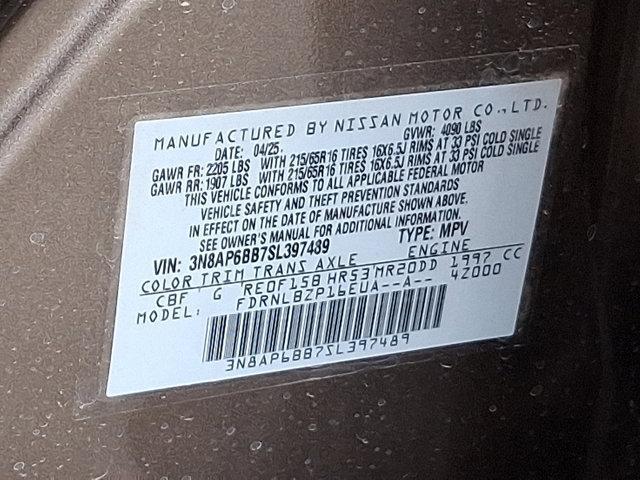 MANUFACTURED BY NISSAN MOTOR CO., LTD.
DATE: 04/25. GVWR: 4090 LBS
GAWR FR: 2205 LBS WITH 215/65R16 TIRES 16X6.5J RIMS AT 33 PSI COLD SINGLE
GAWR RR: 1907 LBS WITH 215/65R16 TIRES 16X6.5J RIMS AT 33 PSI COLD SINGLE
THIS VEHICLE CONFORMS TO ALL APPLICABLE FEDERAL MOTOR
VEHICLE SAFETY AND THEFT PREVENTION STANDARDS
IN EFFECT ON THE DATE OF MANUFACTURE SHOWN ABOVE.
SEE OWNER'S MANUAL FOR ADDITIONAL INFORMATION.
VIN: 3N8AP6BB7SL397489 TYPE: MPV
COLOR TRIM TRANS AXLE ENGINE
CBF G RE0F15B HR53 MR20DD 1997 CC
MODEL: FDRNLBZP16EUA--A-- 42000
3N8AP6BB7SL397489